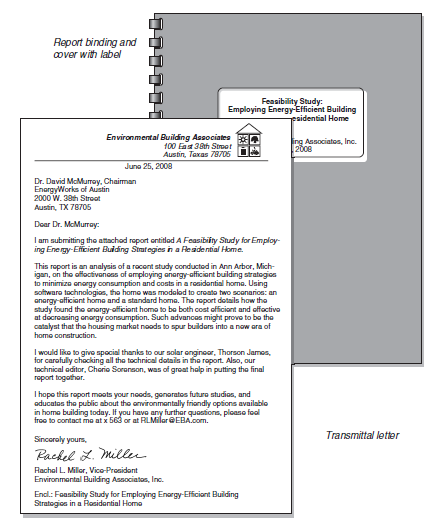 Report binding and
cover with label
Feasibility Study:
Employing Energy-Efficient Building
esidential Home
ing Associates, Inc.
, 2008
Environmental Building Associates
100 East 38th Street
Austin, Texas 78705
June 25, 2008
Dr. David McMurrey, Chairman
EnergyWorks of Austin
2000 W. 38th Street
Austin, TX 78705
Dear Dr. McMurrey:
I am submitting the attached report entitled A Feasibility Study for Employ-
ing Energy-Efficient Building Strategies in a Residential Home.
This report is an analysis of a recent study conducted in Ann Arbor, Mich-
igan, on the effectiveness of employing energy-efficient building strategies
to minimize energy consumption and costs in a residential home. Using
software technologies, the home was modeled to create two scenarios: an
energy-efficient home and a standard home. The report details how the
study found the energy-efficient home to be both cost efficient and effective
at decreasing energy consumption. Such advances might prove to be the
catalyst that the housing market needs to spur builders into a new era of
home construction.
I would like to give special thanks to our solar engineer, Thorson James,
for carefully checking all the technical details in the report. Also, our
technical editor, Cherie Sorenson, was of great help in putting the final
report together.
I hope this report meets your needs, generates future studies, and
educates the public about the environmentally friendly options available
in home building today. If you have any further questions, please feel
free to contact me at x 563 or at RLMiller@EBA.com.
Sincerely yours,
Rachel L. Miller
Rachel L. Miller, Vice-President
Environmental Building Associates, Inc.
Encl.: Feasibility Study for Employing Energy-Efficient Building
Strategies in a Residential Home
Transmittal letter